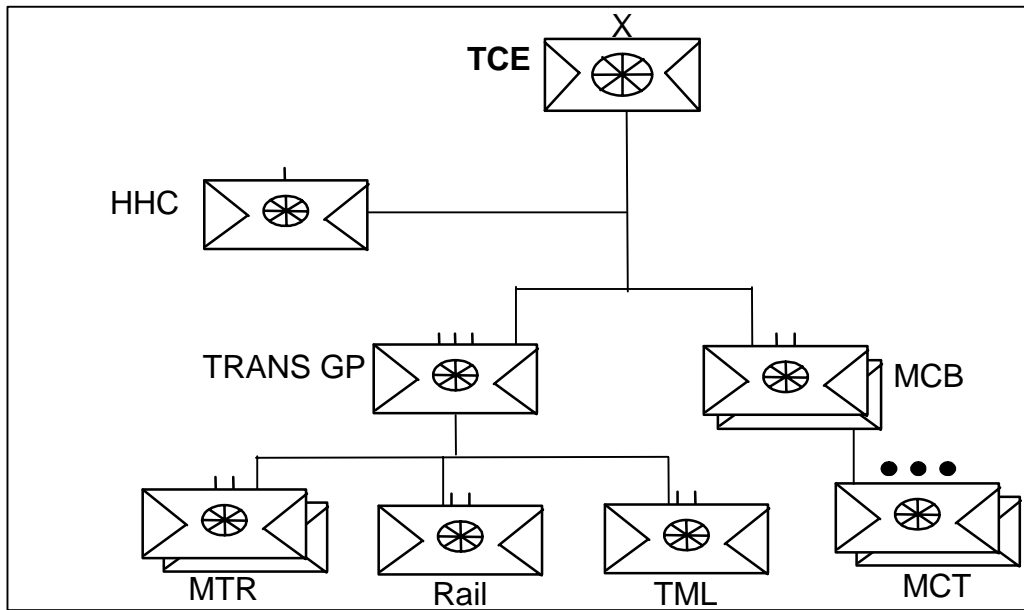 X
TCE
HHC
TRANS GP
MCB
MTR
Rail
TML
MCT